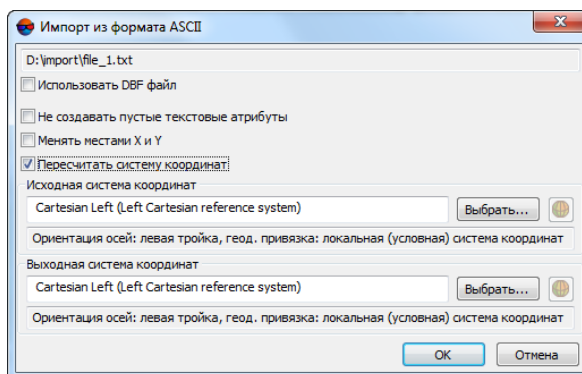 Импорт из формата ASCII
D:\import\file_1.txt
Использовать DBF файл
Не создавать пустые текстовые атрибуты
Менять местами X и Y
Пересчитать систему координат
Исходная система координат
Cartesian Left (Left Cartesian reference system)
Выбрать...
Ориентация осей: левая тройка, геод. привязка: локальная (условная) система координат
Выходная система координат
Cartesian Left (Left Cartesian reference system)
Выбрать...
Ориентация осей: левая тройка, геод. привязка: локальная (условная) система координат
OK Отмена